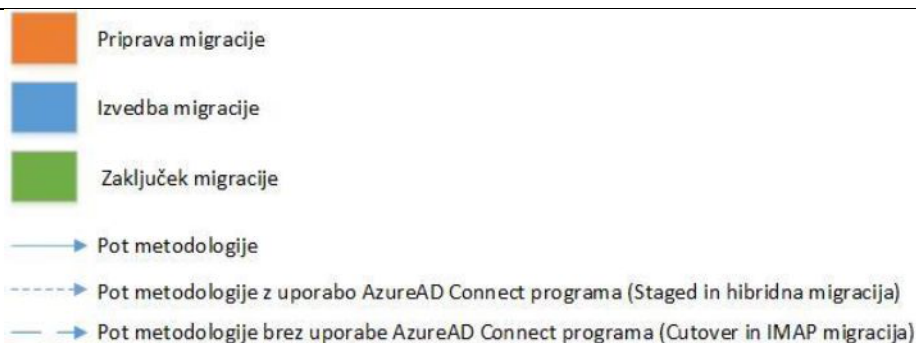 Priprava migracije
Izvedba migracije
Zaključek migracije
Pot metodologije
Pot metodologije z uporabo AzureAD Connect programa (Staged in hibridna migracija)
Pot metodologije brez uporabe AzureAD Connect programa (Cutover in IMAP migracija)